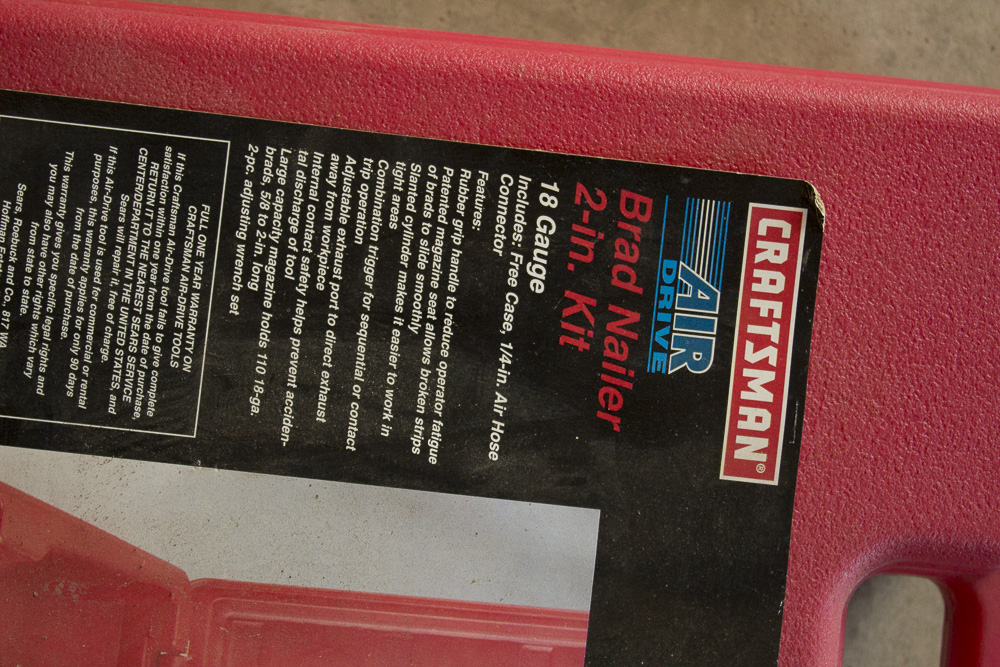 CRAFTSMAN®
AIR
DRIVE
Brad Nailer
2-in. Kit
18 Gauge
Includes: Free Case, 1/4-in. Air Hose
Connector
Features:
Rubber grip handle to reduce operator fatigue
Patented magazine seat allows broken strips
of brads to slide smoothly
Slanted cylinder makes it easier to work in
tight areas
Combination trigger for sequential or contact
trip operation
Adjustable exhaust port to direct exhaust
away from workpiece
Internal contact safety helps prevent acciden-
tal discharge of tool
Large capacity magazine holds 110 18-ga.
brads, 5/8 to 2-in. long
2-pc. adjusting wrench set
FULL ONE YEAR WARRANTY ON
CRAFTSMAN AIR-DRIVE TOOLS
If this Craftsman Air-Drive tool fails to give complete
satisfaction within one year from the date of purchase,
RETURN IT TO THE NEAREST SEARS SERVICE
CENTER/DEPARTMENT IN THE UNITED STATES, and
Sears will repair it, free of charge.
If this Air-Drive tool is used for commercial or rental
purposes, this warranty applies for only 90 days
from the date of purchase.
This warranty gives you specific legal rights and
you may also have other rights which vary
from state to state.
Sears, Roebuck and Co., 817 WA
Hoffman